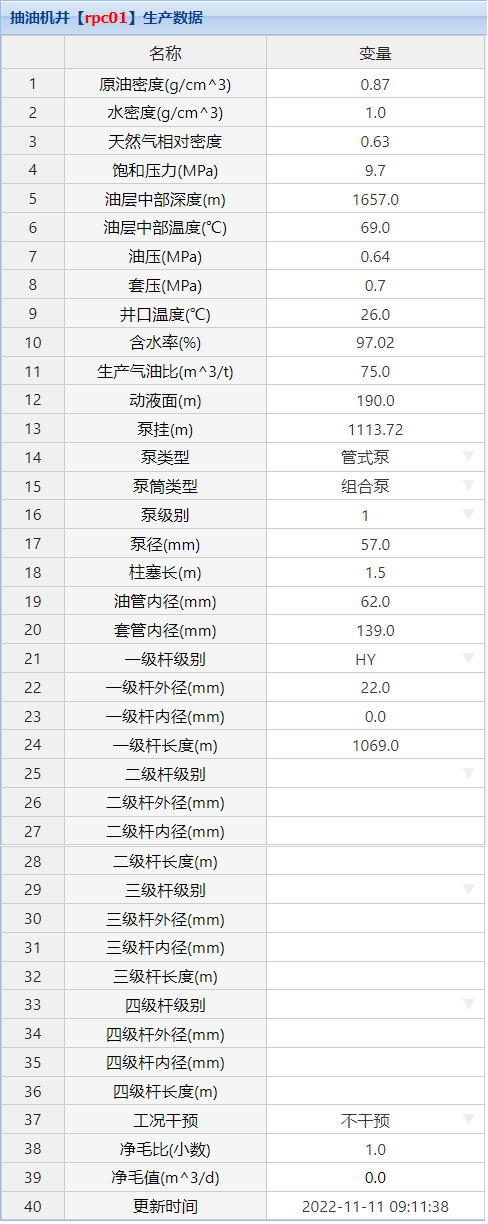 抽油机井【rpc01】生产数据
名称 变量
1 原油密度(g/cm^3) 0.87
2 水密度(g/cm^3) 1.0
3 天然气相对密度 0.63
4 饱和压力(MPa) 9.7
5 油层中部深度(m) 1657.0
6 油层中部温度(℃) 69.0
7 油压(MPa) 0.64
8 套压(MPa) 0.7
9 井口温度(℃) 26.0
10 含水率(%) 97.02
11 生产气油比(m^3/t) 75.0
12 动液面(m) 190.0
13 泵挂(m) 1113.72
14 泵类型 管式泵
15 泵筒类型 组合泵
16 泵级别 1
17 泵径(mm) 57.0
18 柱塞长(m) 1.5
19 油管内径(mm) 62.0
20 套管内径(mm) 139.0
21 一级杆级别 HY
22 一级杆外径(mm) 22.0
23 一级杆内径(mm) 0.0
24 一级杆长度(m) 1069.0
25 二级杆级别
26 二级杆外径(mm)
27 二级杆内径(mm)
28 二级杆长度(m)
29 三级杆级别
30 三级杆外径(mm)
31 三级杆内径(mm)
32 三级杆长度(m)
33 四级杆级别
34 四级杆外径(mm)
35 四级杆内径(mm)
36 四级杆长度(m)
37 工况干预 不干预
38 净毛比(小数) 1.0
39 净毛值(m^3/d) 0.0
40 更新时间 2022-11-11 09:11:38